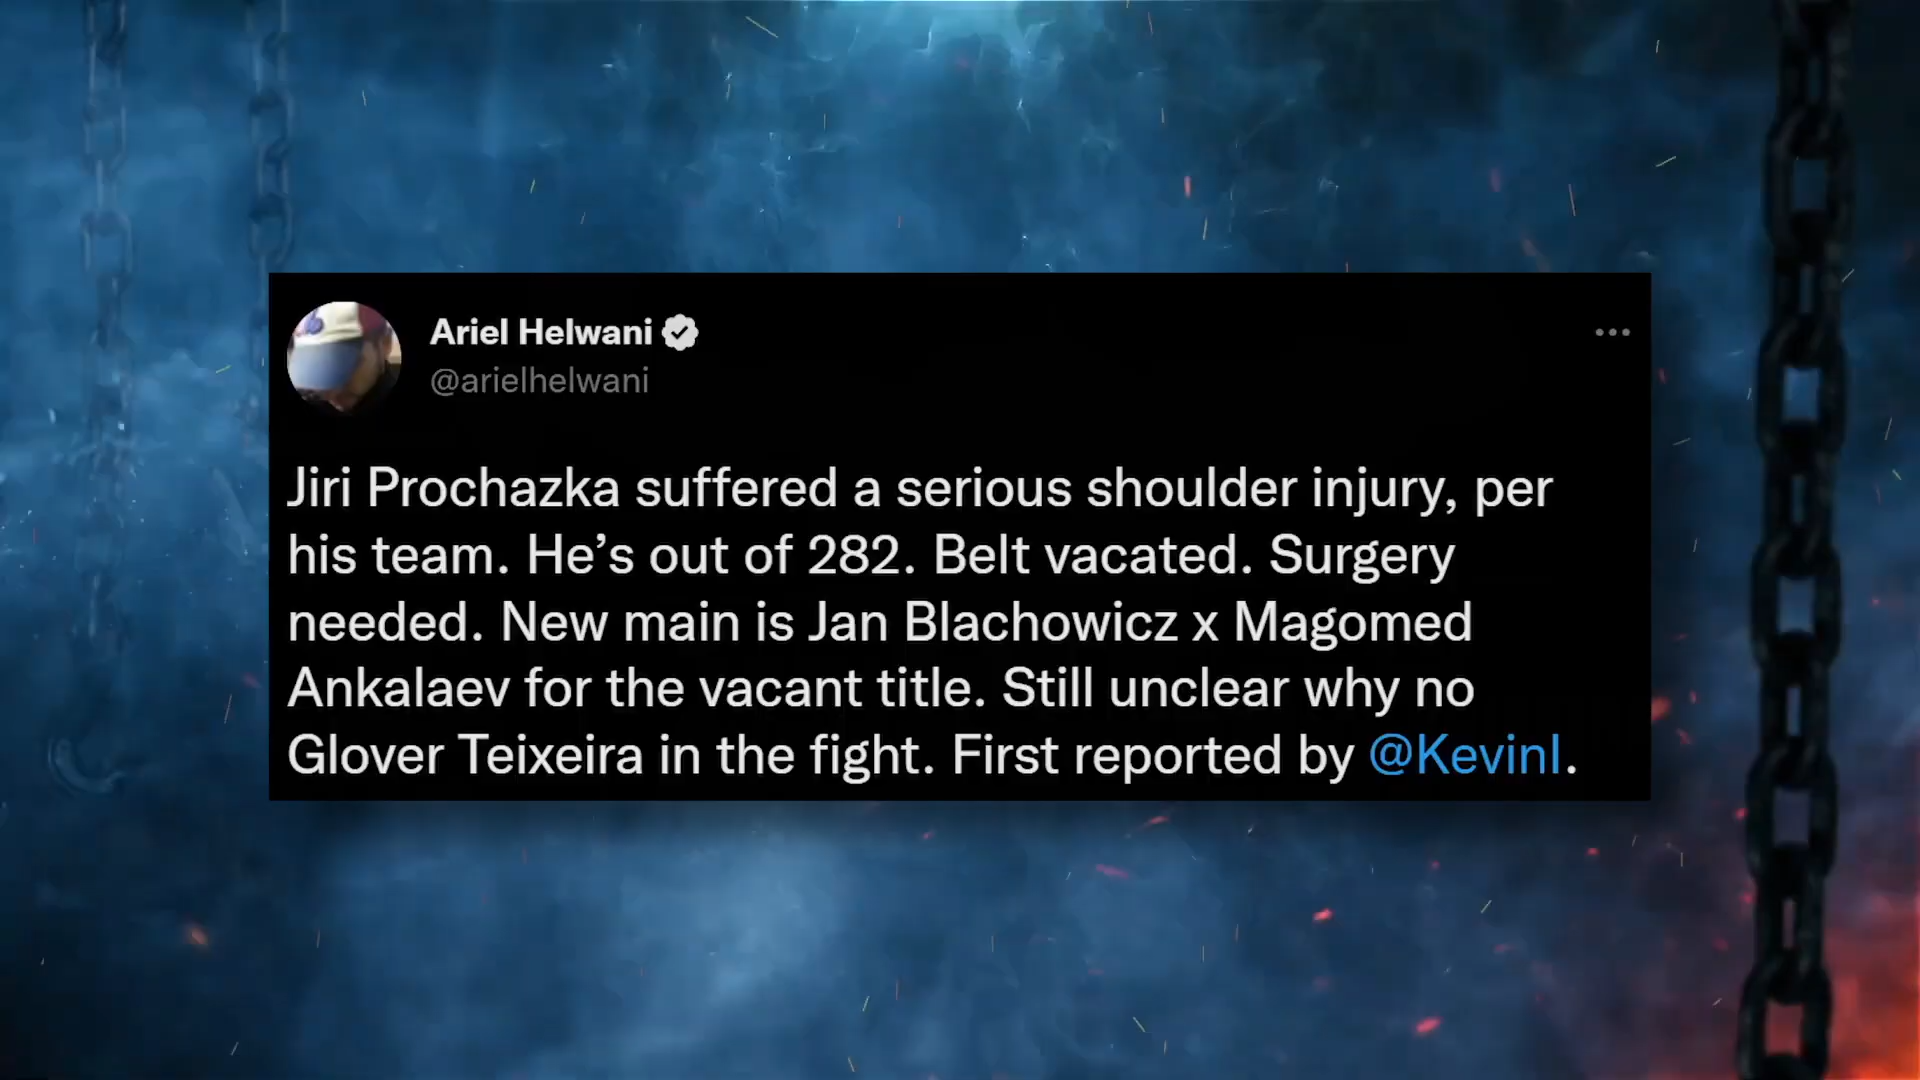 Ariel Helwani
@arielhelwani
Jiri Prochazka suffered a serious shoulder injury, per
his team. He’s out of 282. Belt vacated. Surgery
needed. New main is Jan Blachowicz x Magomed
Ankalaev for the vacant title. Still unclear why no
Glover Teixeira in the fight. First reported by @KevinI.